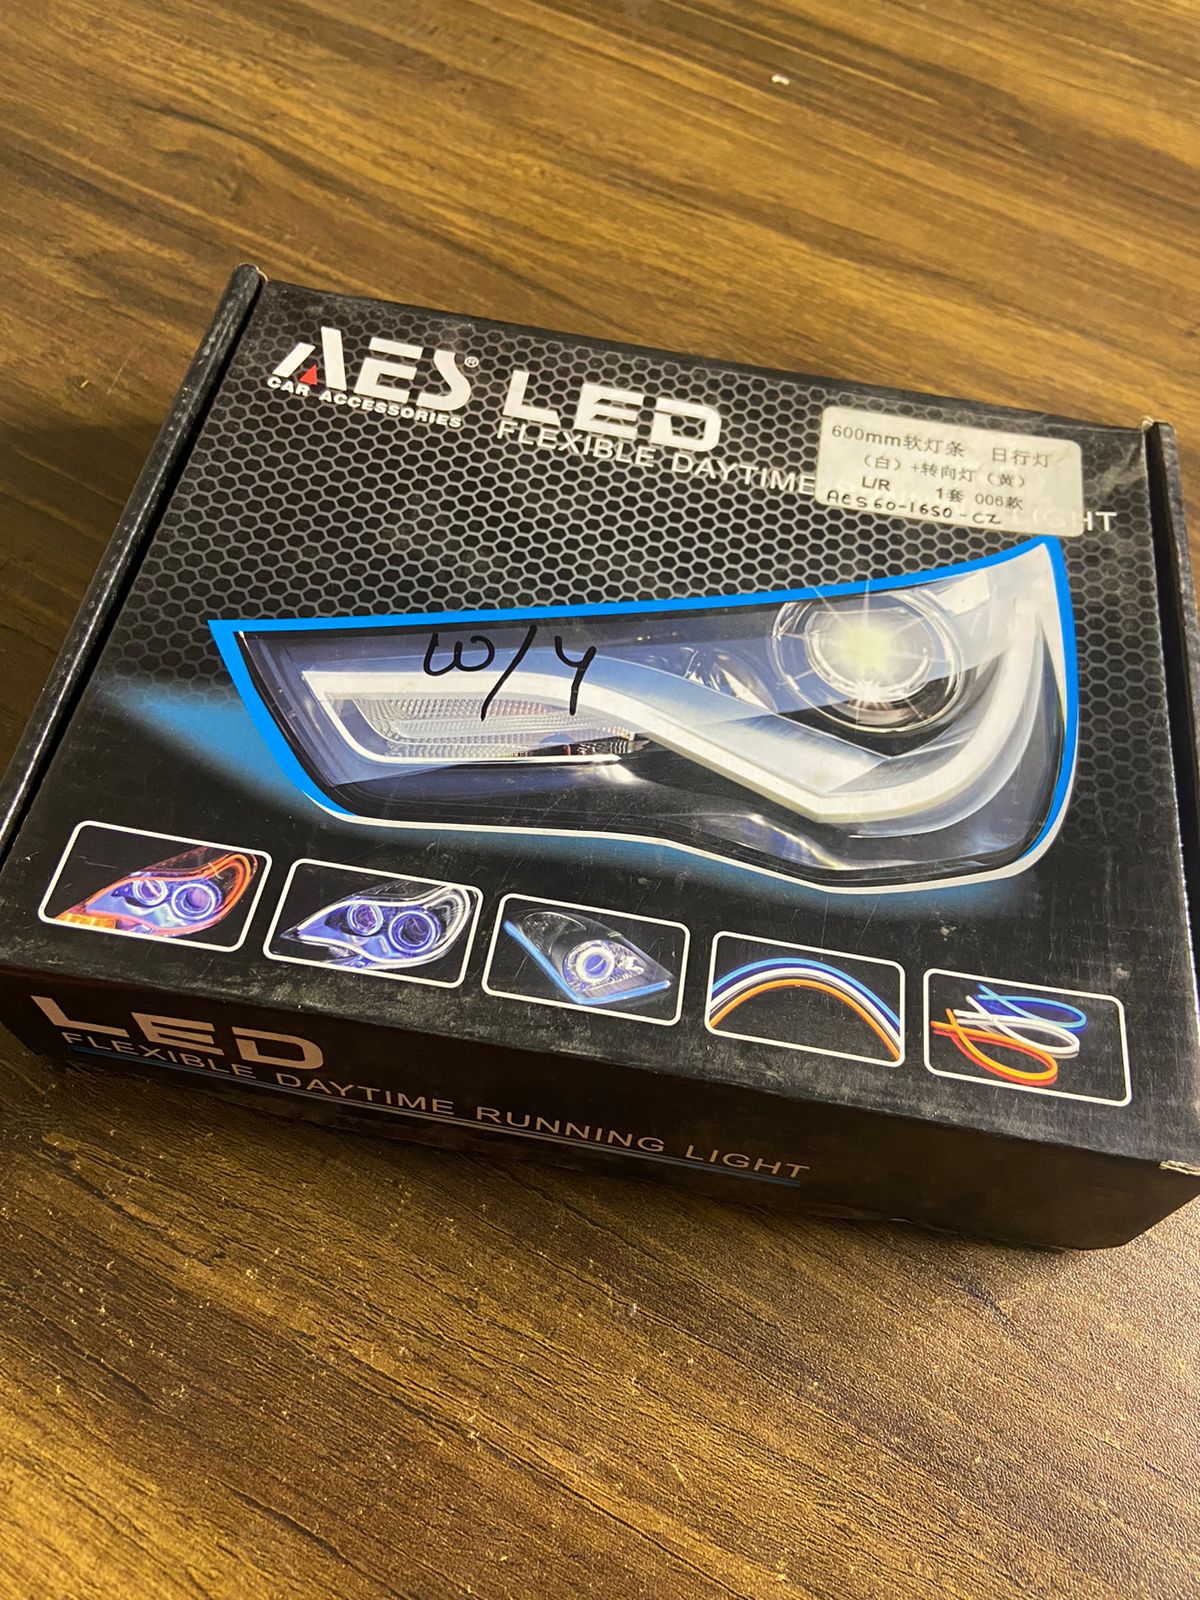 AES® LED
CAR ACCESSORIES
FLEXIBLE DAYTIME LIGHT
600mm软灯条 日行灯
（白）+转向灯（黄）
L/R 1套 006款
AES60-1650-CZ
W/Y
LED
FLEXIBLE DAYTIME RUNNING LIGHT